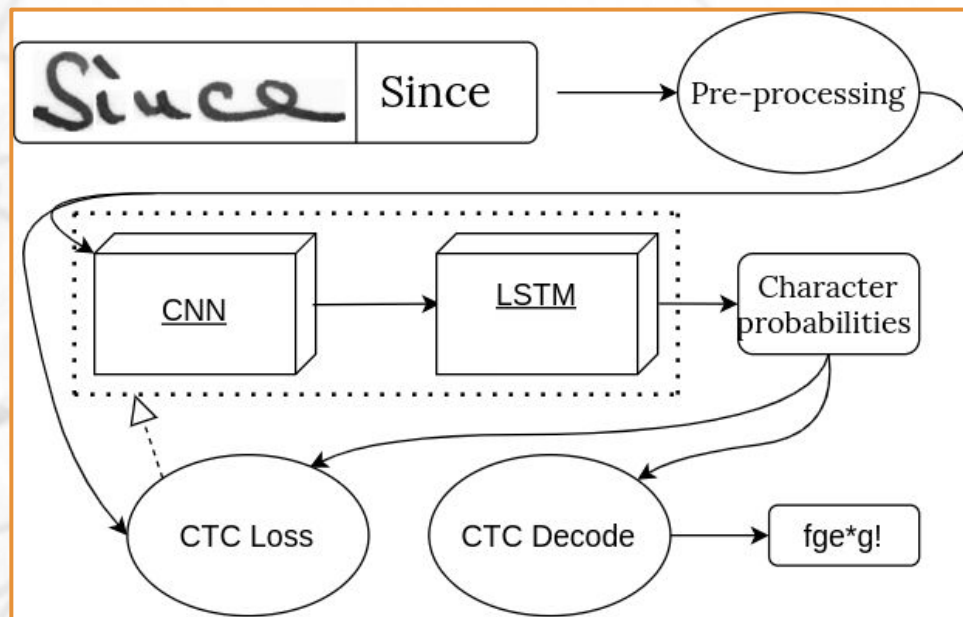 Since Since
Pre-processing
CNN
LSTM
Character
probabilities
CTC Loss
CTC Decode
fge*g!